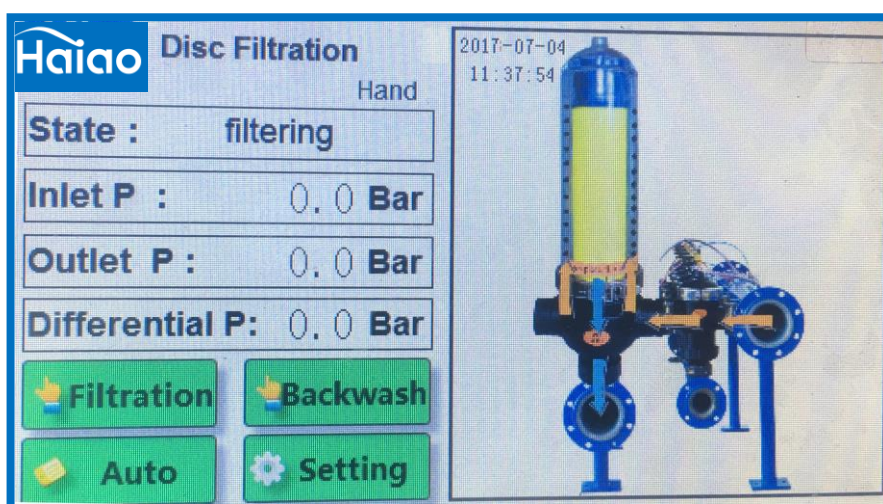 Haiao
Disc Filtration
Hand
State : filtering
Inlet P : 0.0 Bar
Outlet P : 0.0 Bar
Differential P: 0.0 Bar
Filtration
Backwash
Auto
Setting
2017-07-04
11:37:54